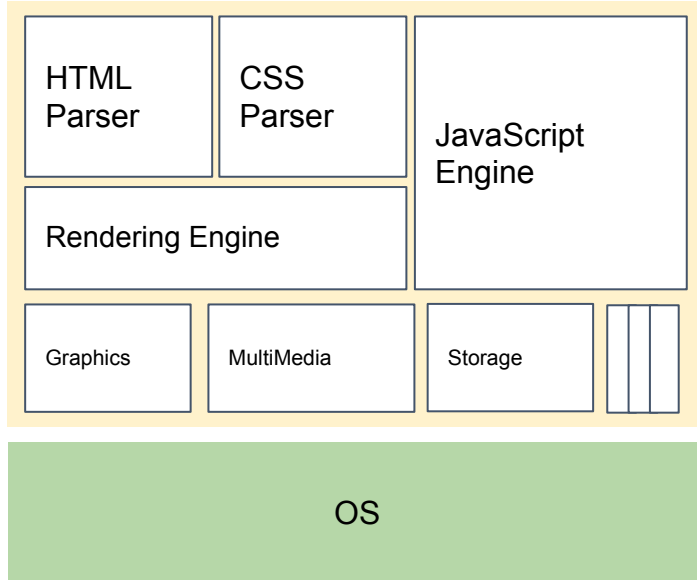 HTML
Parser
CSS
Parser
JavaScript
Engine
Rendering Engine
Graphics
MultiMedia
Storage
OS